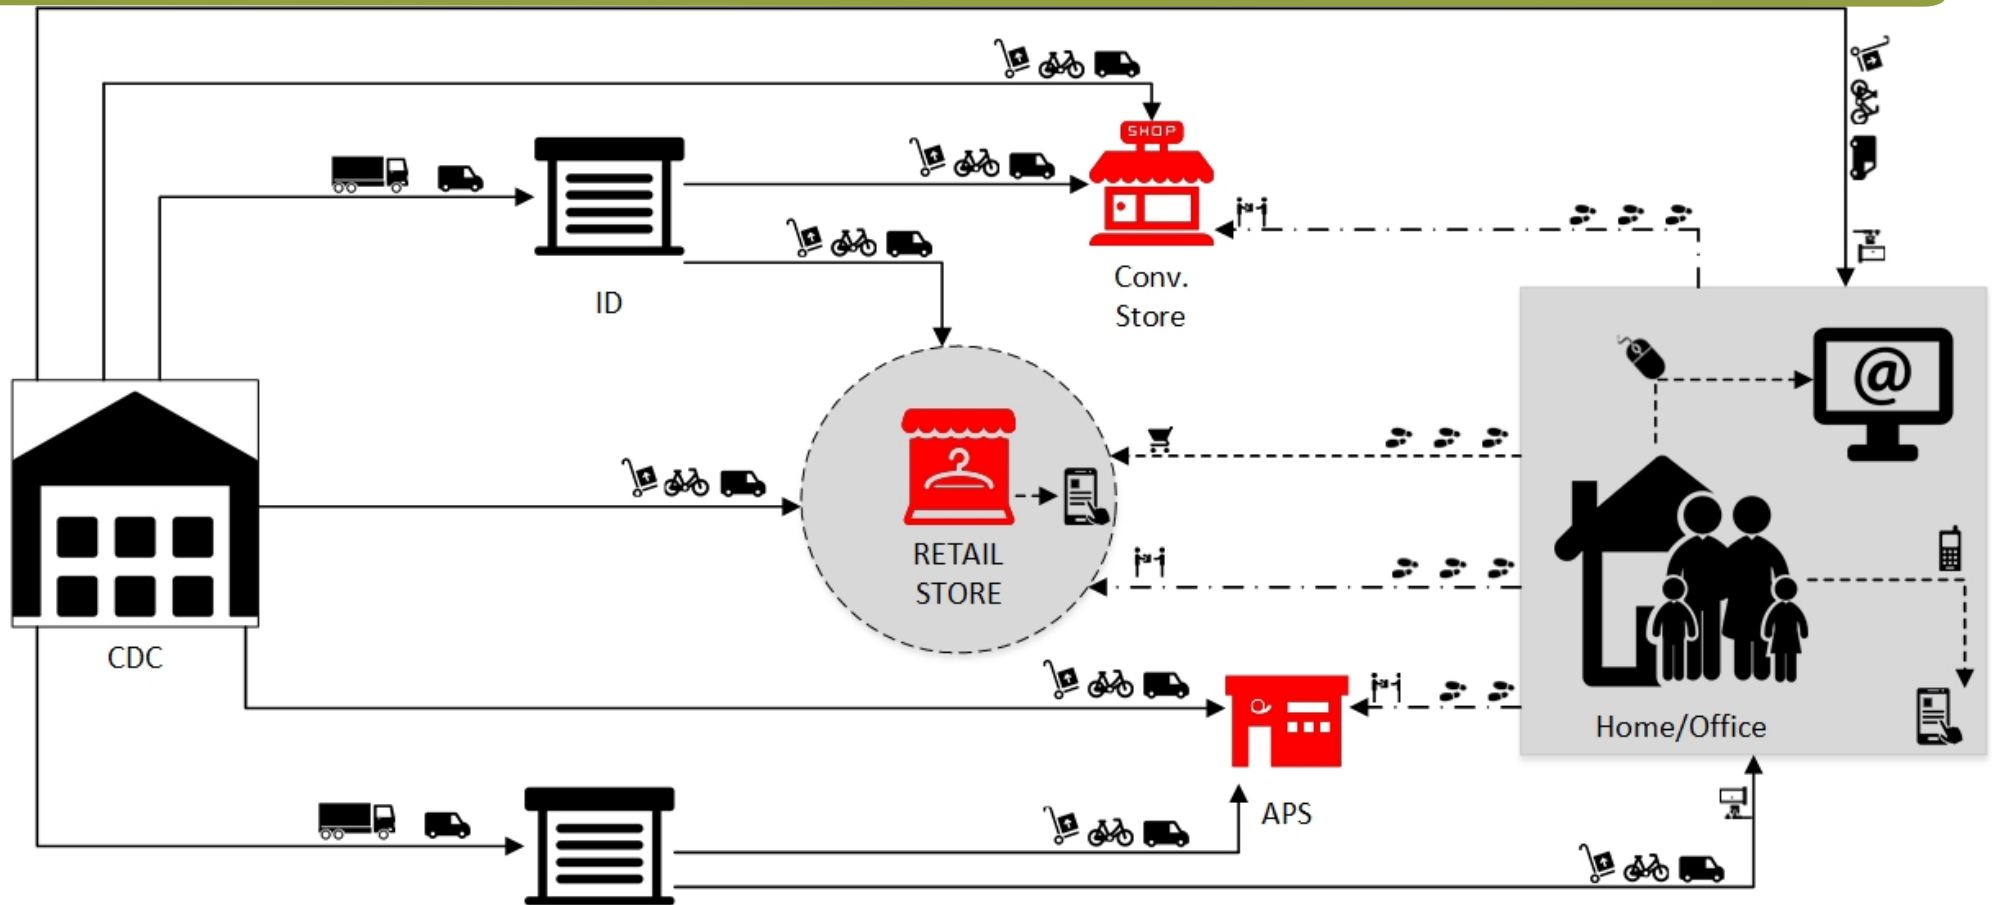 SHOP
Conv.
Store
ID
@
RETAIL
STORE
CDC
Home/Office
APS